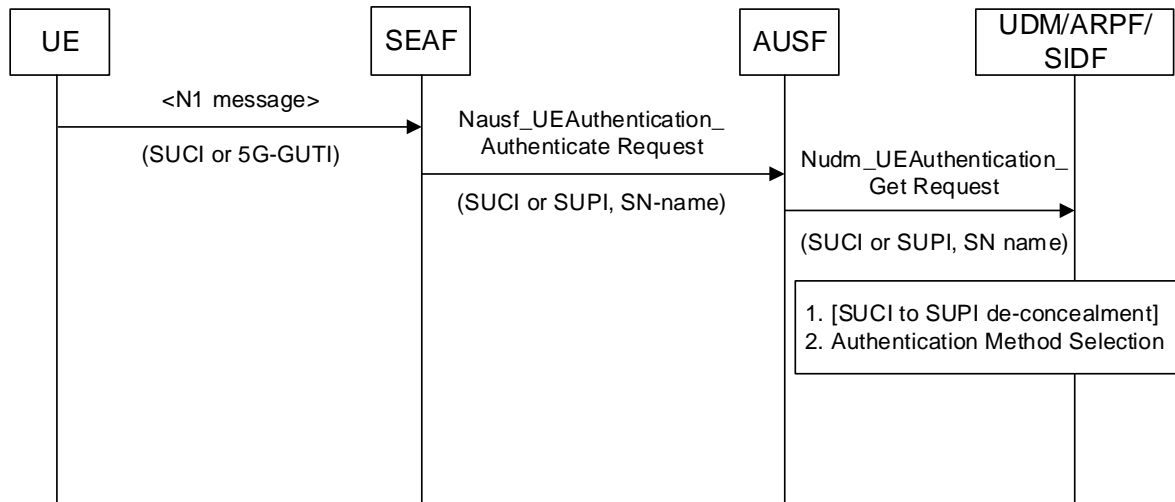 UE
SEAF
AUSF
UDM/ARPF/
SIDF
<N1 message>
(SUCI or 5G-GUTI)
Nausf_UEAuthentication_
Authenticate Request
(SUCI or SUPI, SN-name)
Nudm_UEAuthentication_
Get Request
(SUCI or SUPI, SN name)
1. [SUCI to SUPI de-concealment]
2. Authentication Method Selection